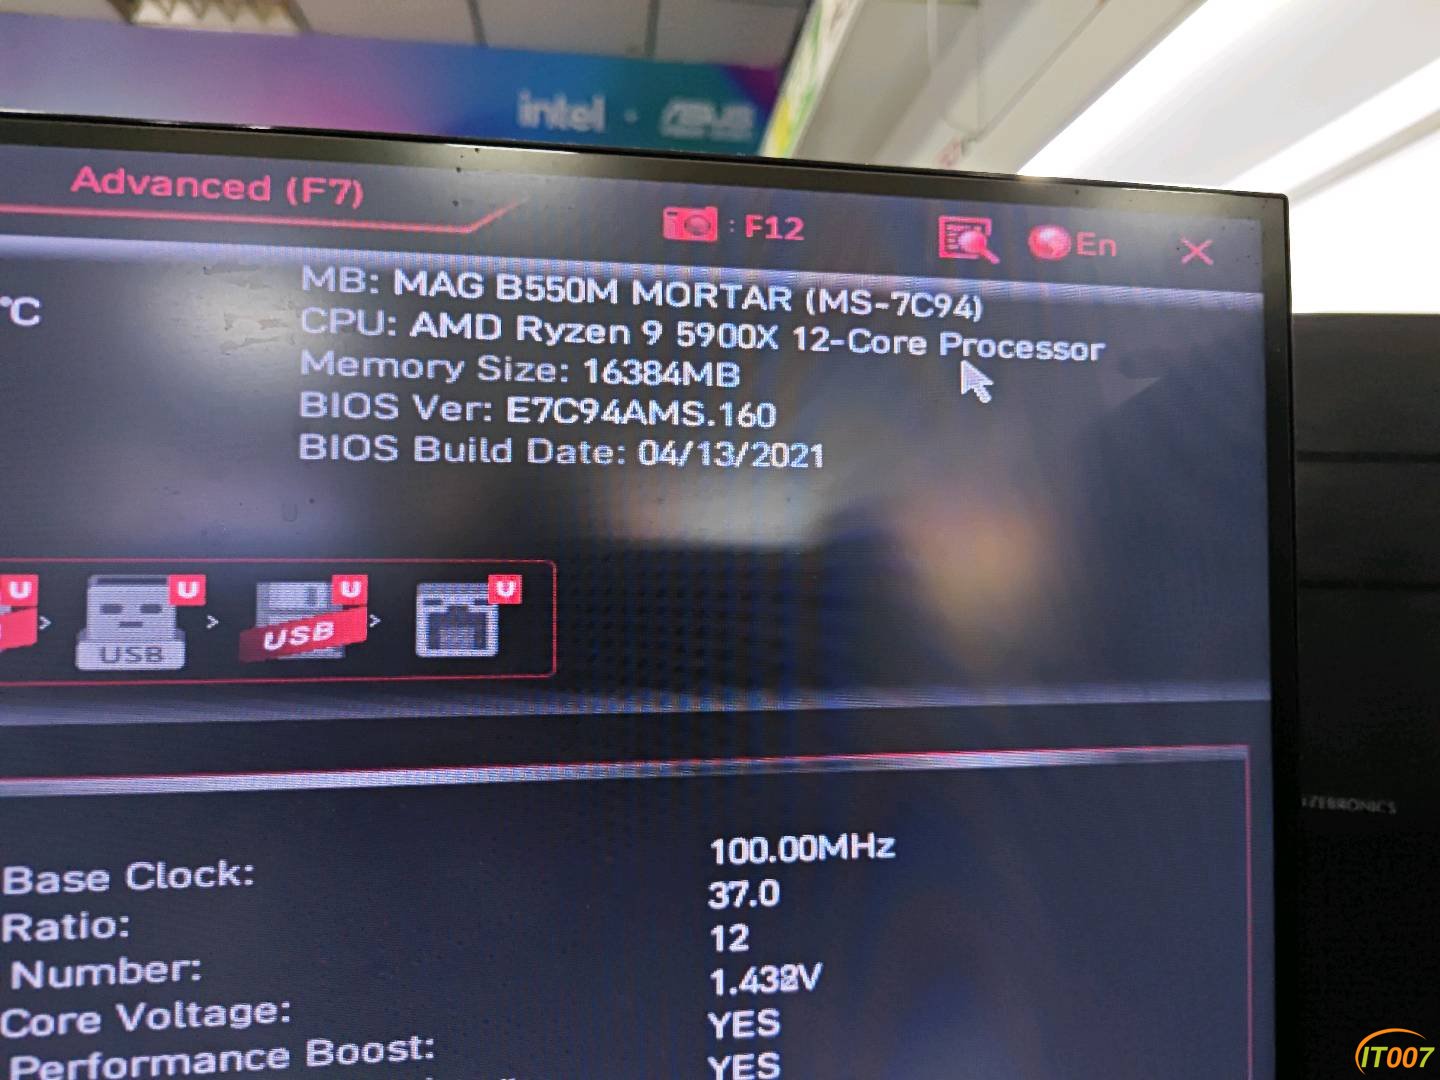 intel
ASUS
Advanced (F7)
: F12
En
°C
MB: MAG B550M MORTAR (MS-7C94)
CPU: AMD Ryzen 9 5900X 12-Core Processor
Memory Size: 16384MB
BIOS Ver: E7C94AMS.160
BIOS Build Date: 04/13/2021
U
U
U
U
USB
USB
ZEBRONICS
Base Clock: 100.00MHz
Ratio: 37.0
Number: 12
Core Voltage:
Performance Boost: YES
YES
IT007